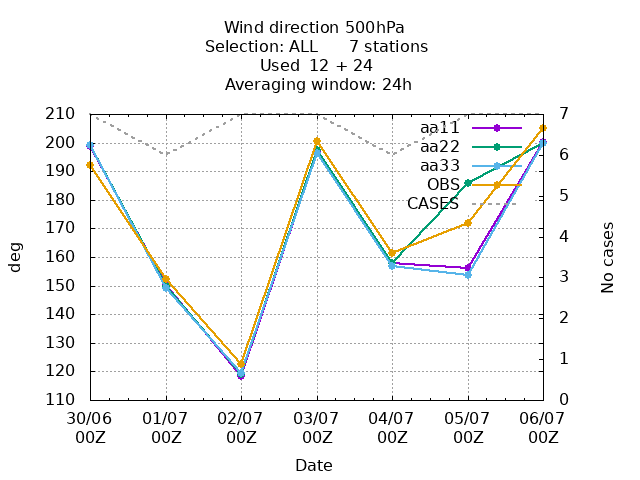 Wind direction 500hPa
Selection: ALL 7 stations
Used 12 + 24
Averaging window: 24h
210 7
200 6
190
180 5
170
160 4
150 3
140
130 2
120 1
110 0
deg
No cases
aa11
aa22
aa33
OBS
CASES
30/06 01/07 02/07 03/07 04/07 05/07 06/07
00Z 00Z 00Z 00Z 00Z 00Z 00Z
Date